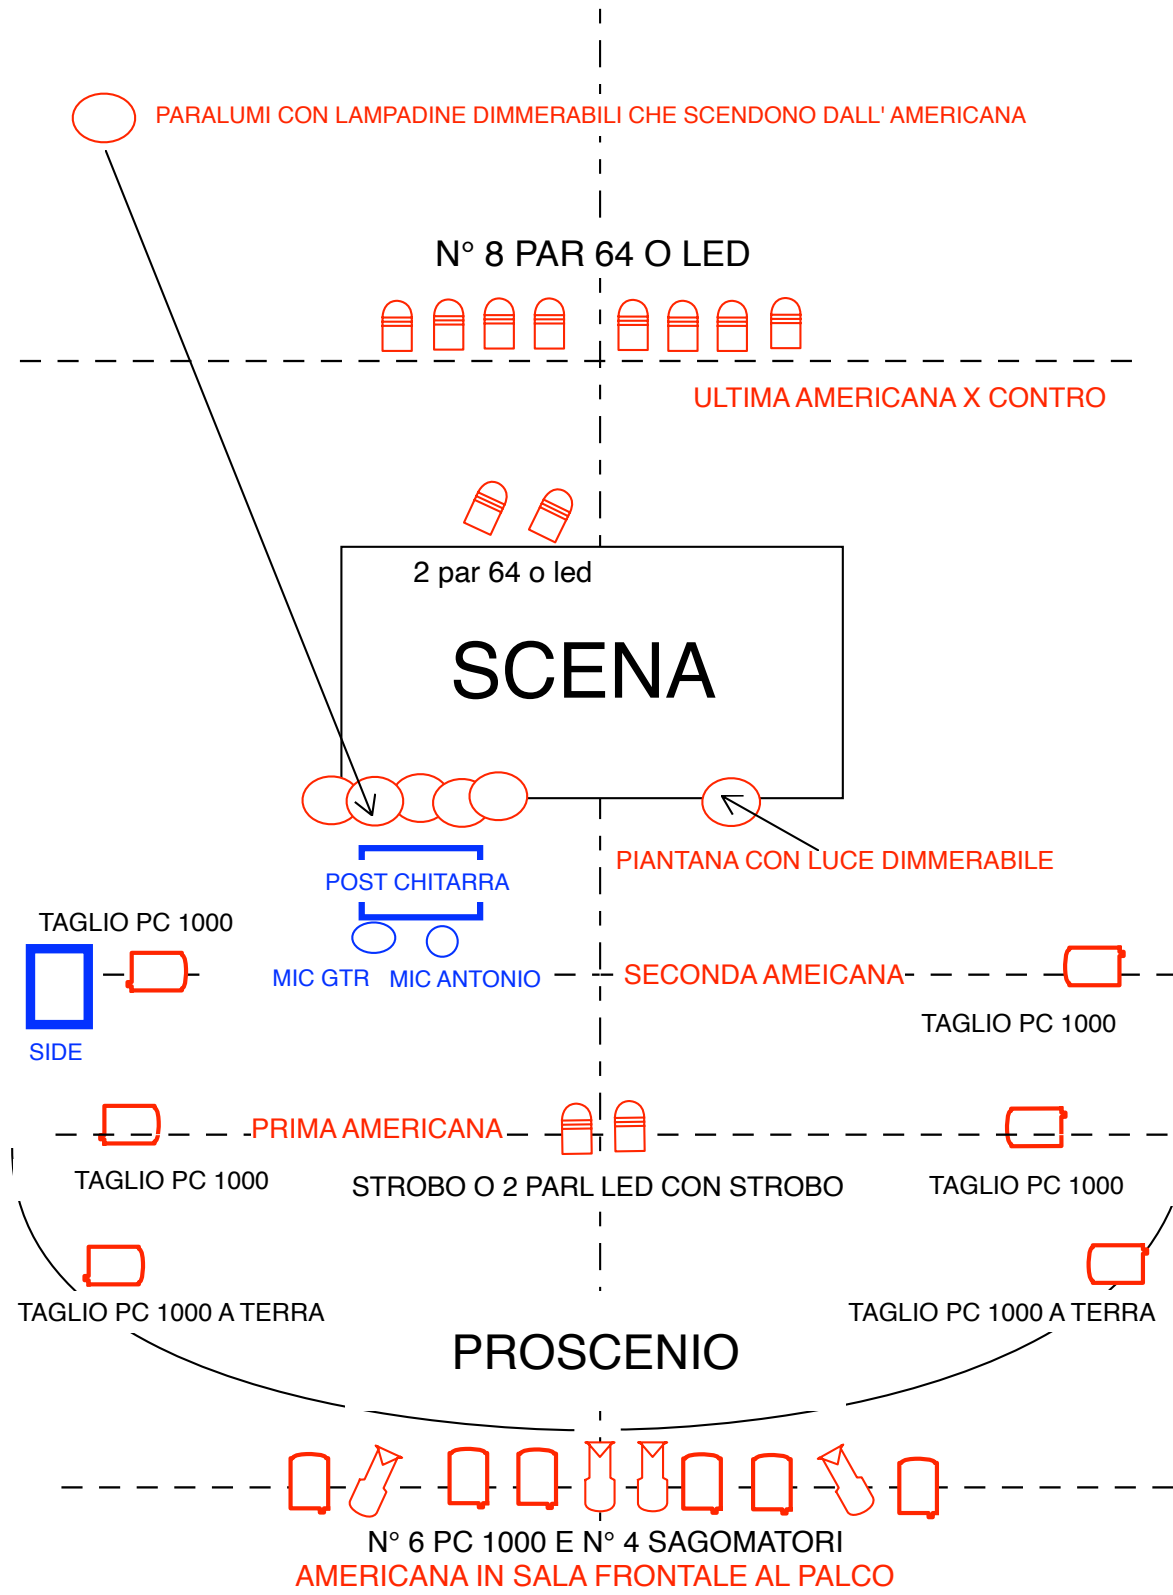 PARALUMI CON LAMPADINE DIMMERABILI CHE SCENDONO DALL' AMERICANA
N° 8 PAR 64 O LED
ULTIMA AMERICANA X CONTRO
2 par 64 o led
SCENA
PIANTANA CON LUCE DIMMERABILE
POST CHITARRA
TAGLIO PC 1000
MIC GTR
MIC ANTONIO
SECONDA AMEICANA
TAGLIO PC 1000
SIDE
PRIMA AMERICANA
TAGLIO PC 1000
STROBO O 2 PARL LED CON STROBO
TAGLIO PC 1000
TAGLIO PC 1000 A TERRA
TAGLIO PC 1000 A TERRA
PROSCENIO
N° 6 PC 1000 E N° 4 SAGOMATORI
AMERICANA IN SALA FRONTALE AL PALCO